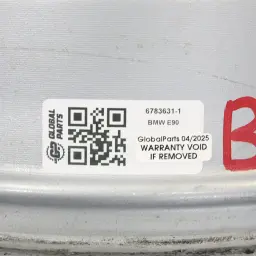 GLOBAL
PARTS
6783631-1
BMW E90
GlobalParts 04/2025
WARRANTY VOID
IF REMOVED
B